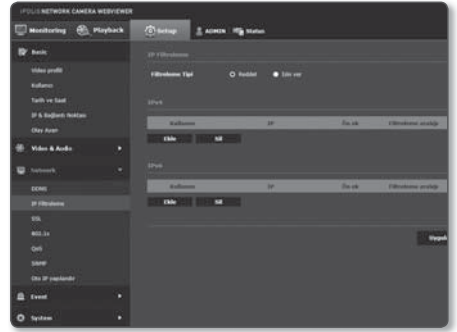 iPOLiS NETWORK CAMERA WEBVIEWER
Monitoring
Playback
Setup
ADMIN
Status
Basic
Video profili
Kullanıcı
Tarih ve Saat
IP & Bağlantı Noktası
Olay Ayarı
Video & Audio
Network
DDNS
IP Filtreleme
SSL
802.1x
QoS
SNMP
Oto IP yapılandır
Event
System
IP Filtreleme
Filtreleme Tipi
Reddet
İzin ver
IPv4
Kullanım
IP
Ön ek
Filtreleme aralığı
Ekle
Sil
IPv6
Kullanım
IP
Ön ek
Filtreleme aralığı
Ekle
Sil